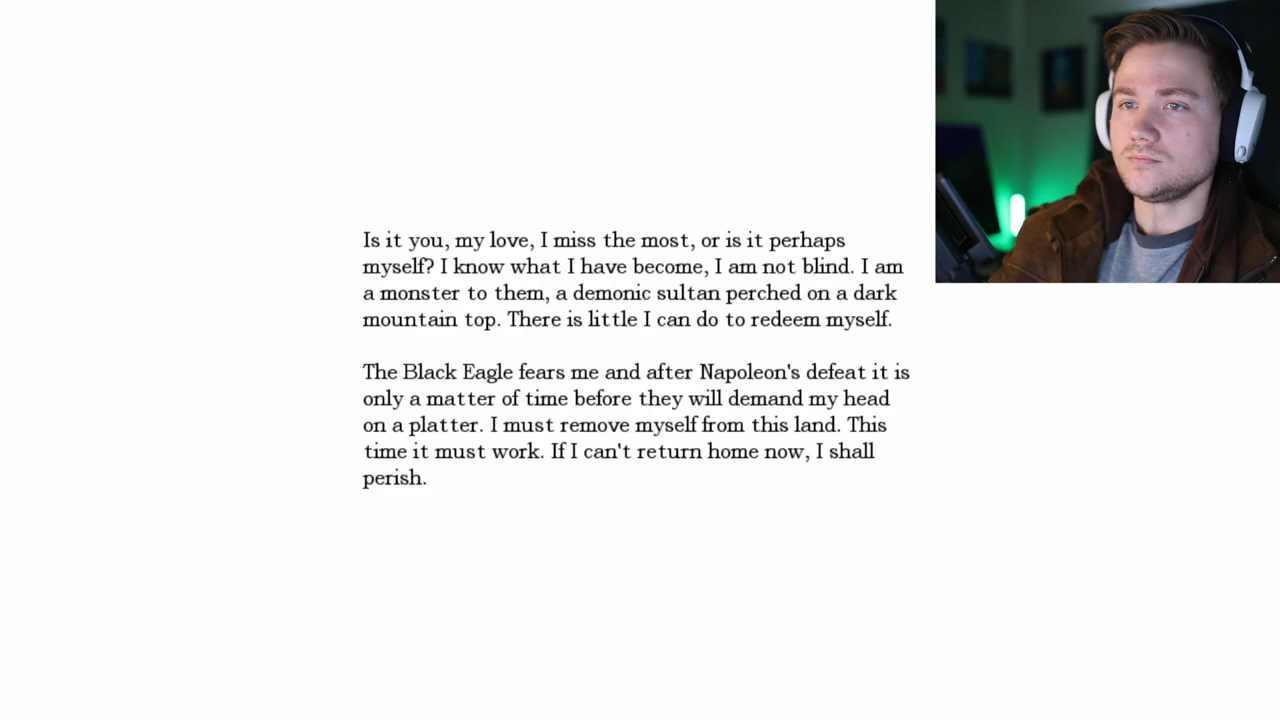 Is it you, my love, I miss the most, or is it perhaps
myself? I know what I have become, I am not blind. I am
a monster to them, a demonic sultan perched on a dark
mountain top. There is little I can do to redeem myself.
The Black Eagle fears me and after Napoleon's defeat it is
only a matter of time before they will demand my head
on a platter. I must remove myself from this land. This
time it must work. If I can't return home now, I shall
perish.